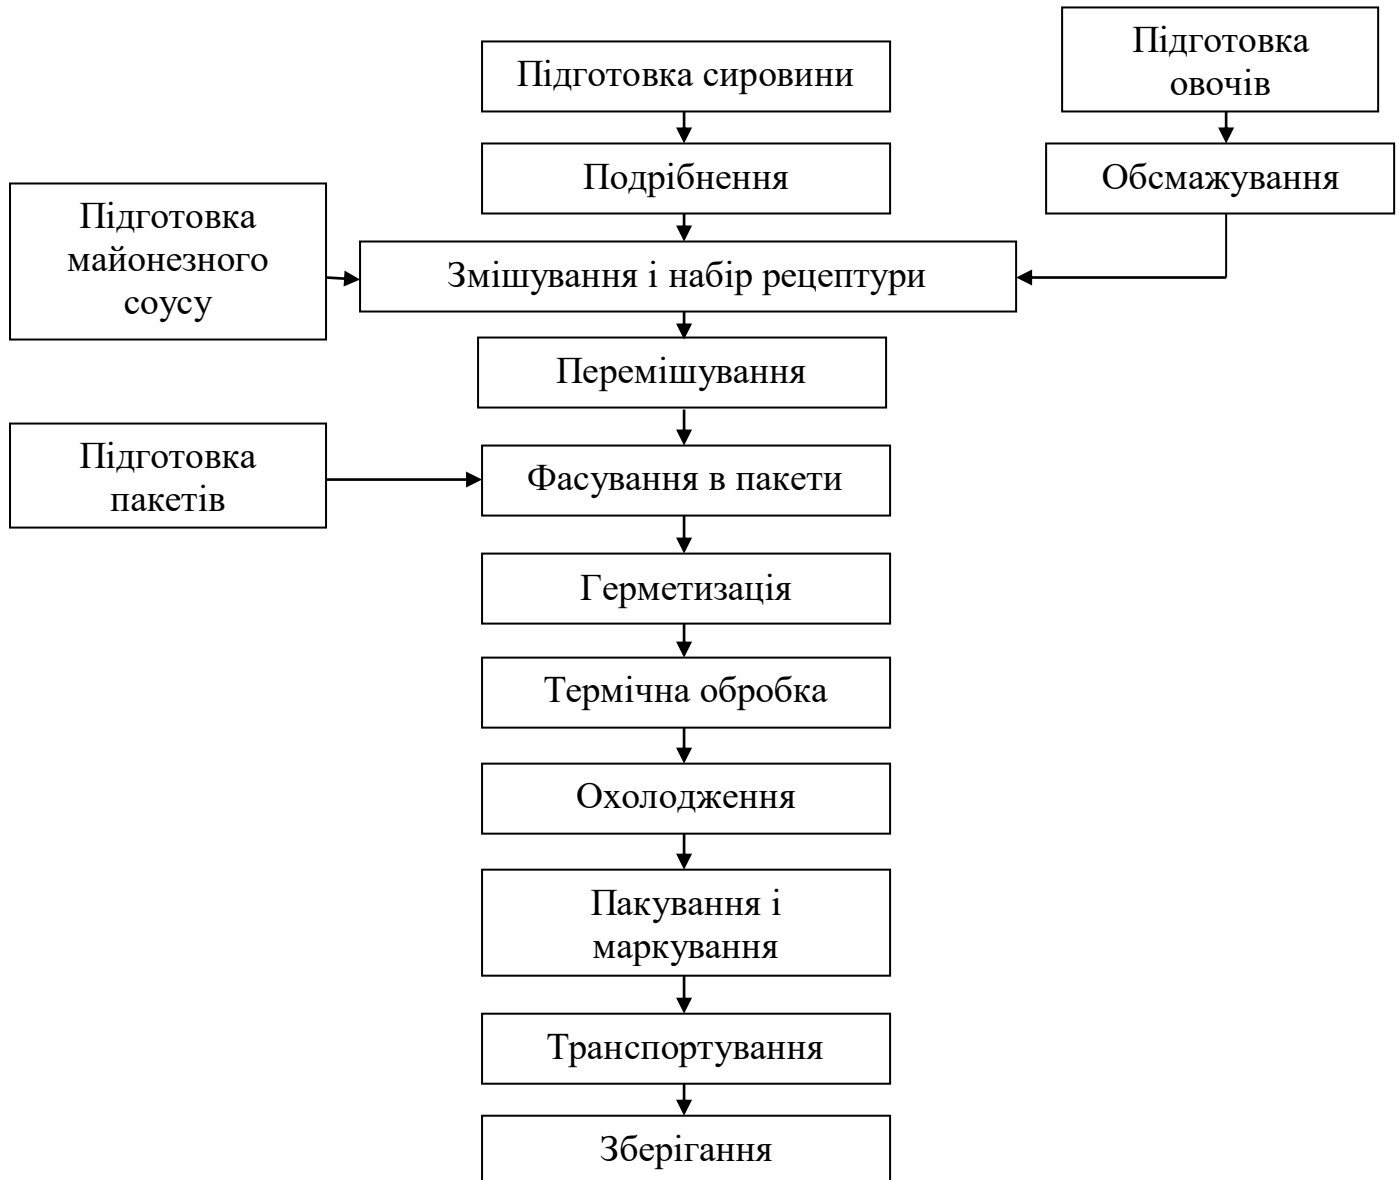 Підготовка
овочів
Підготовка сировини
Подрібнення
Обсмажування
Підготовка
майонезного
соусу
Змішування і набір рецептури
Перемішування
Підготовка
пакетів
Фасування в пакети
Герметизація
Термічна обробка
Охолодження
Пакування і
маркування
Транспортування
Зберігання